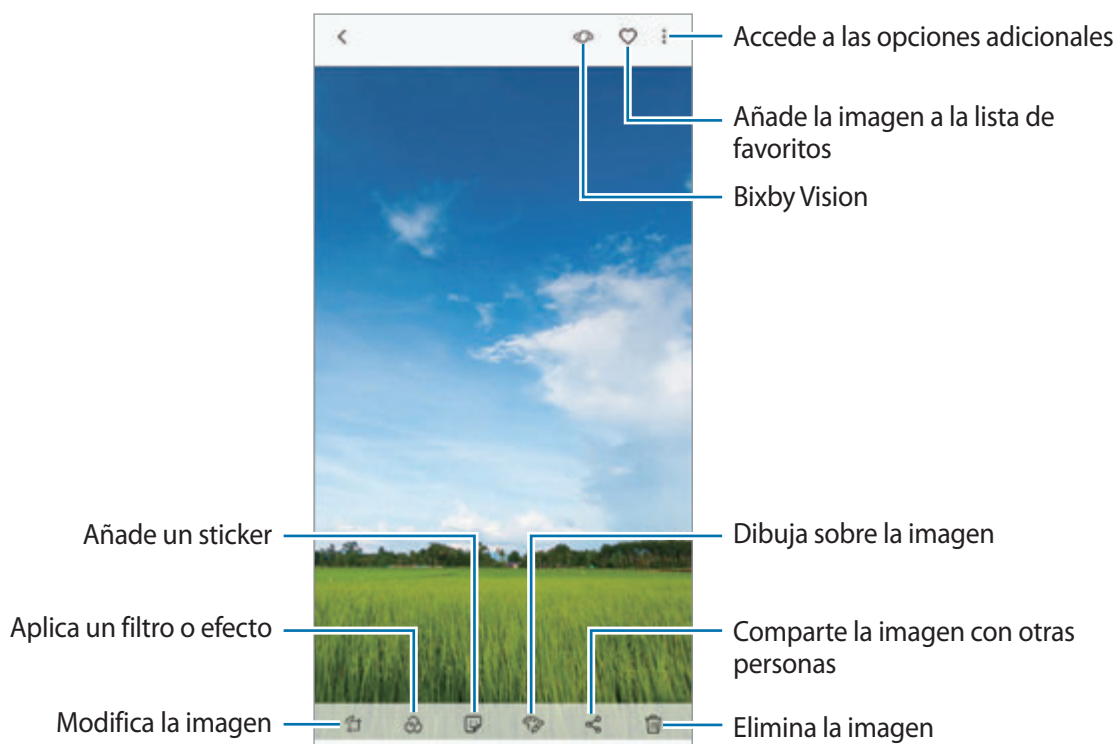 Accede a las opciones adicionales
Añade la imagen a la lista de
favoritos
Bixby Vision
Añade un sticker
Dibuja sobre la imagen
Aplica un filtro o efecto
Comparte la imagen con otras
personas
Modifica la imagen
Elimina la imagen